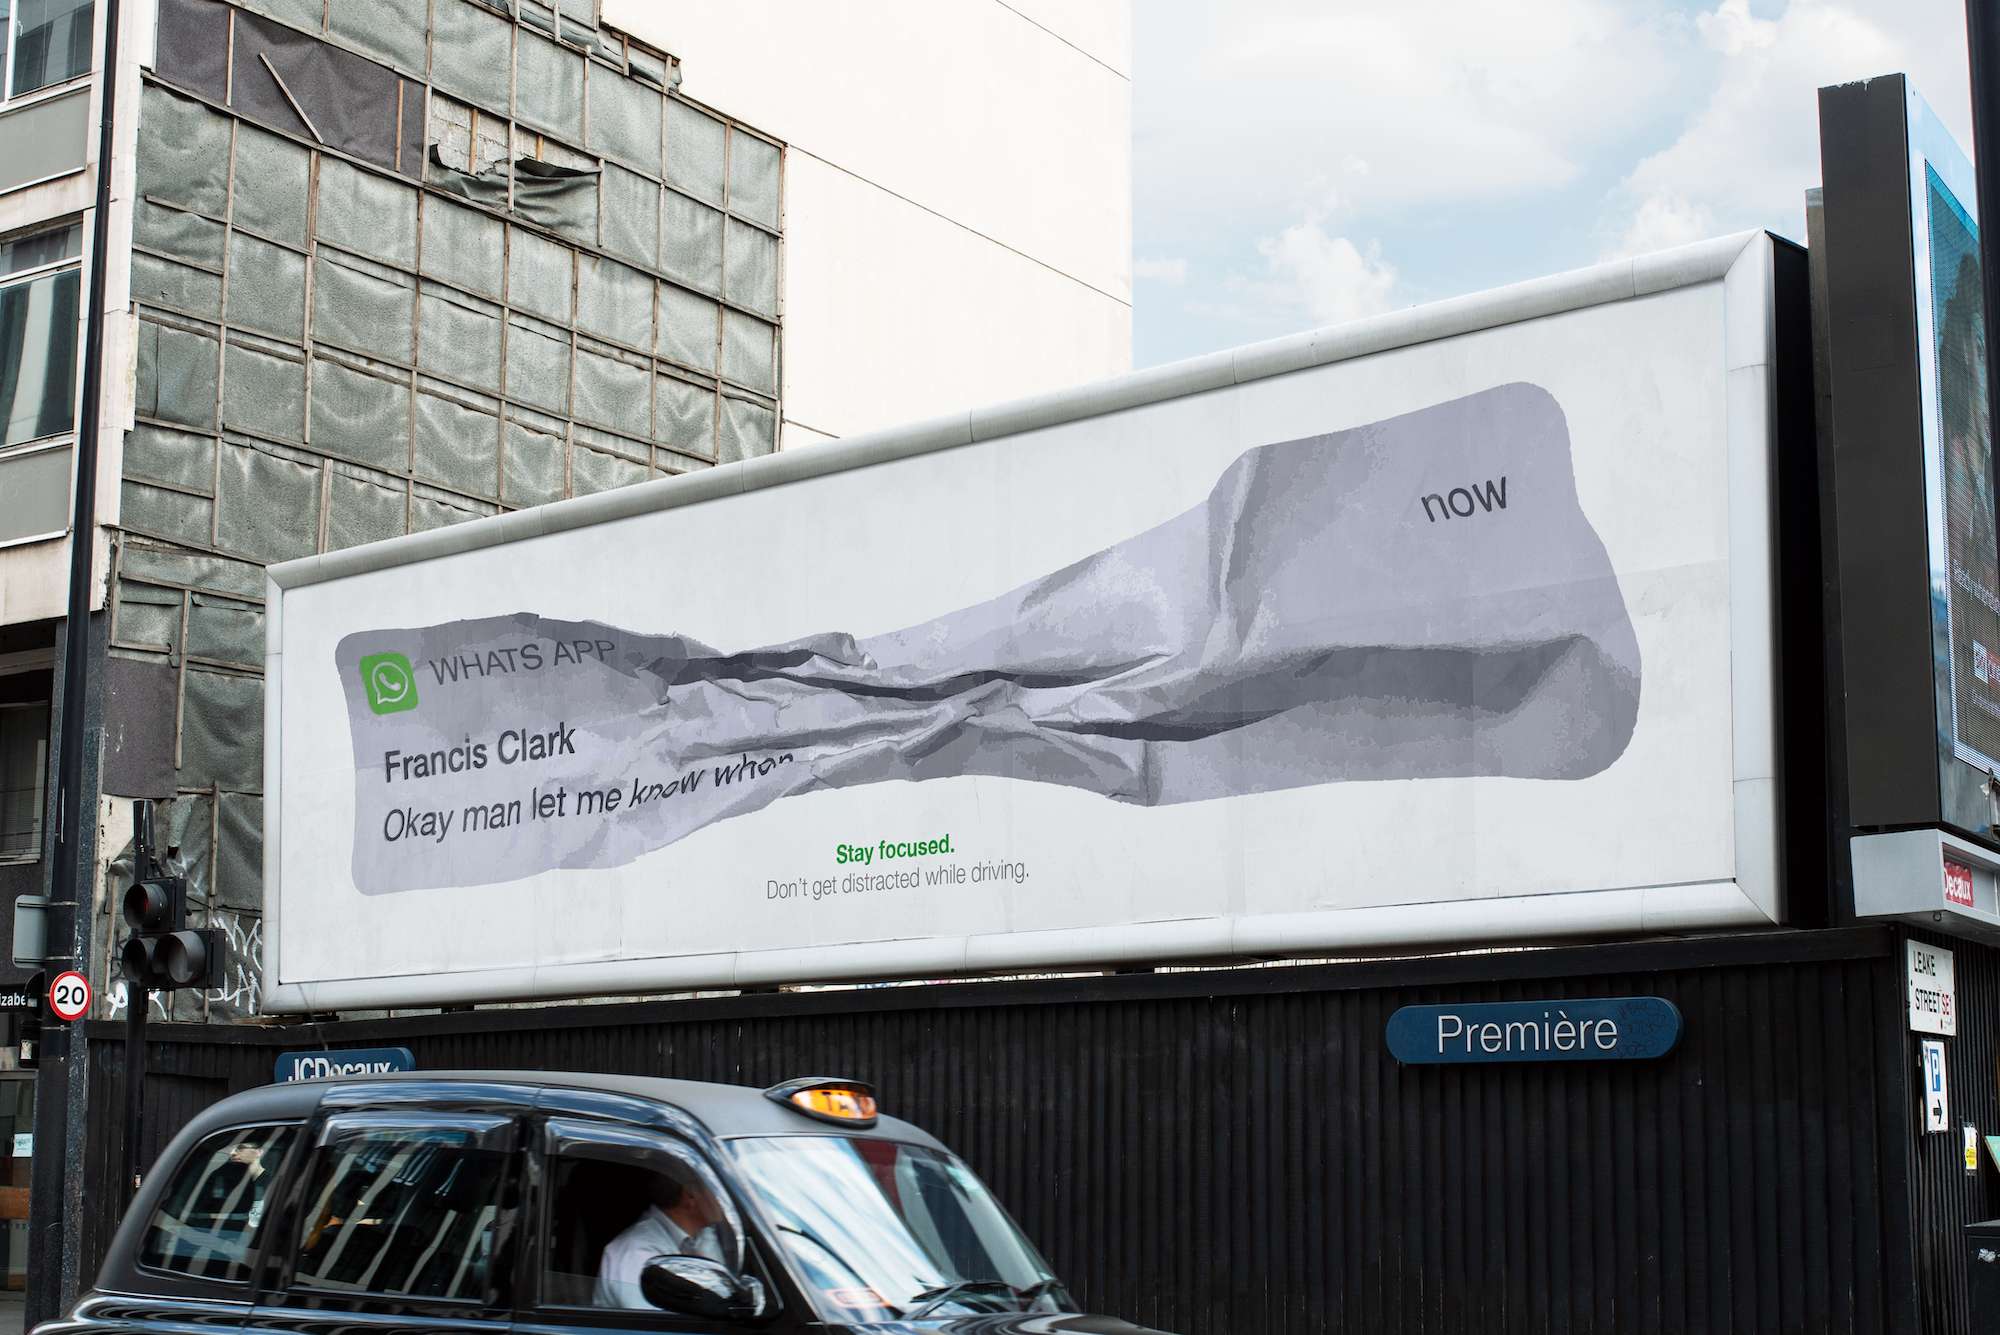 WHATS APP
now
Francis Clark
Okay man let me know when
Stay focused.
Don't get distracted while driving.
20
JCDecaux
Première
LEAKE
STREET SE1
P
Decaux
TAXI